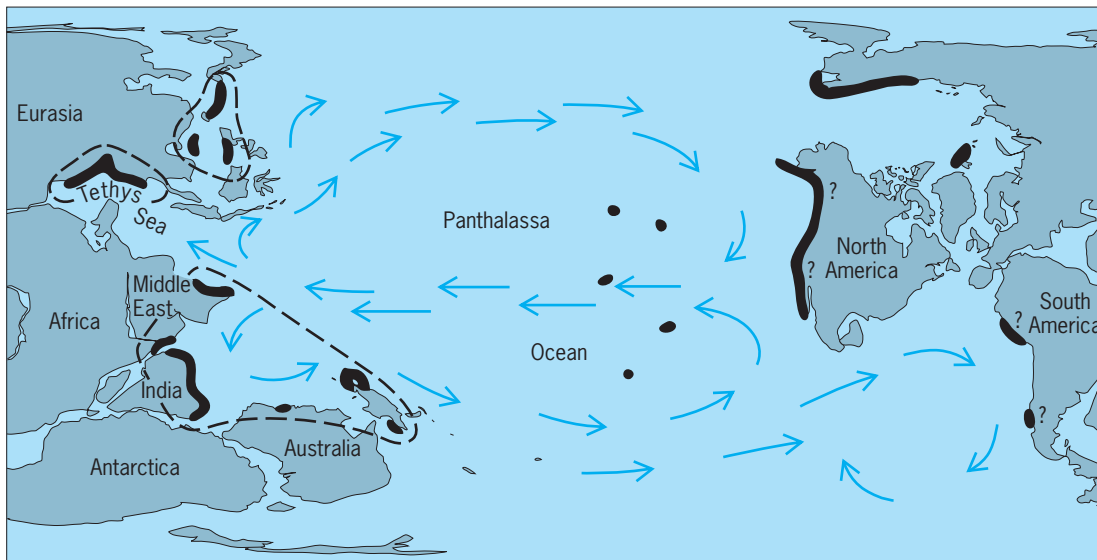 Eurasia
Tethys
Sea
Panthalassa
Ocean
Middle
East
Africa
India
Antarctica
Australia
?
?
North
America
South
America
?
?